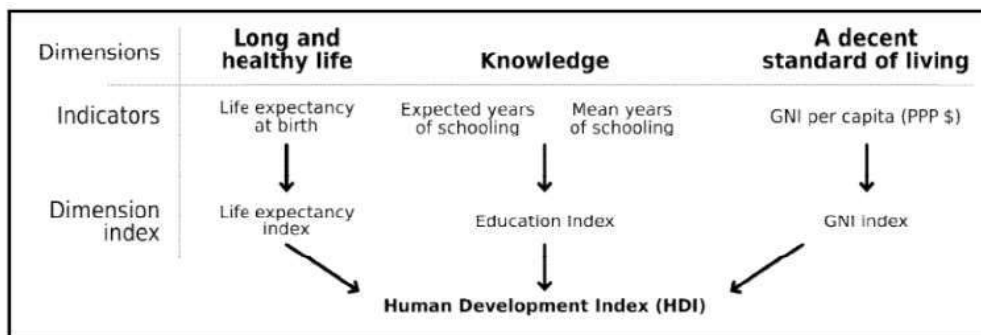 Dimensions
Long and
healthy life
Knowledge
A decent
standard of living
Indicators
Life expectancy
at birth
Expected years
of schooling
Mean years
of schooling
GNI per capita (PPP $)
Dimension
index
Life expectancy
index
Education Index
GNI index
Human Development Index (HDI)